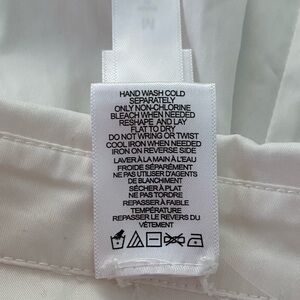 HAND WASH COLD
SEPARATELY
ONLY NON-CHLORINE
BLEACH WHEN NEEDED
RESHAPE AND LAY
FLAT TO DRY
DO NOT WRING OR TWIST
COOL IRON WHEN NEEDED
IRON ON REVERSE SIDE
LAVER À LA MAIN À L'EAU
FROIDE SÉPARÉMENT
NE PAS UTILISER D'AGENTS
DE BLANCHIMENT
SÉCHER À PLAT
NE PAS TORDRE
REPASSER À FAIBLE
TEMPÉRATURE
REPASSER LE REVERS DU
VÊTEMENT